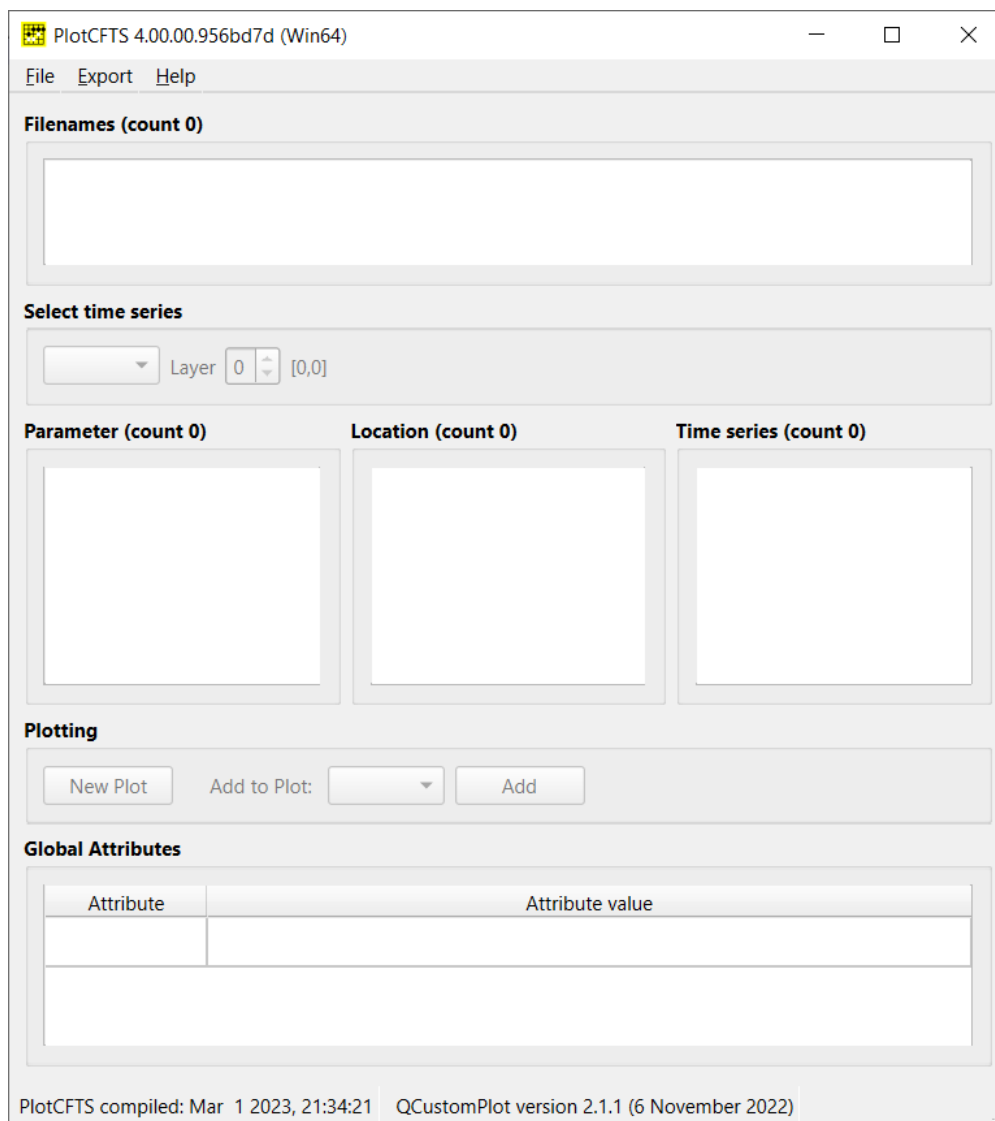 PlotCFTS 4.00.00.956bd7d (Win64)
File Export Help
Filenames (count 0)
Select time series
Layer 0 [0,0]
Parameter (count 0) Location (count 0) Time series (count 0)
Plotting
New Plot Add to Plot: Add
Global Attributes
Attribute Attribute value
PlotCFTS compiled: Mar  1 2023, 21:34:21 QCustomPlot version 2.1.1 (6 November 2022)